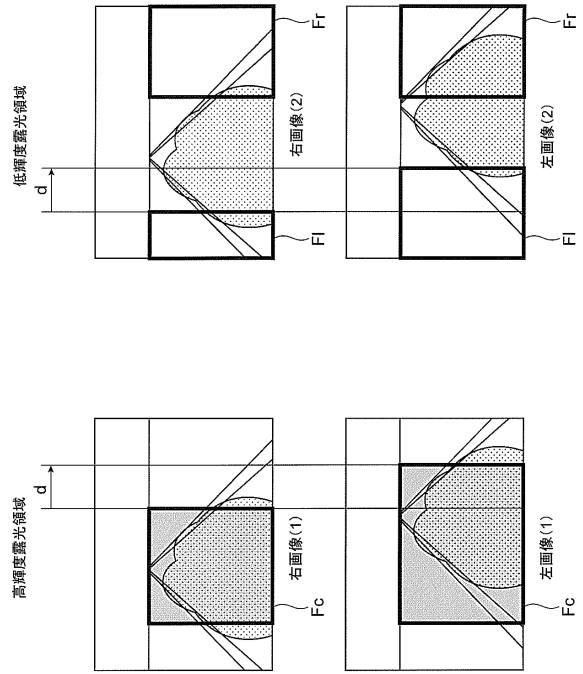 低輝度露光領域
d
Fl
右画像(2)
Fr
Fl
左画像(2)
Fr
高輝度露光領域
d
Fc
右画像(1)
Fc
左画像(1)